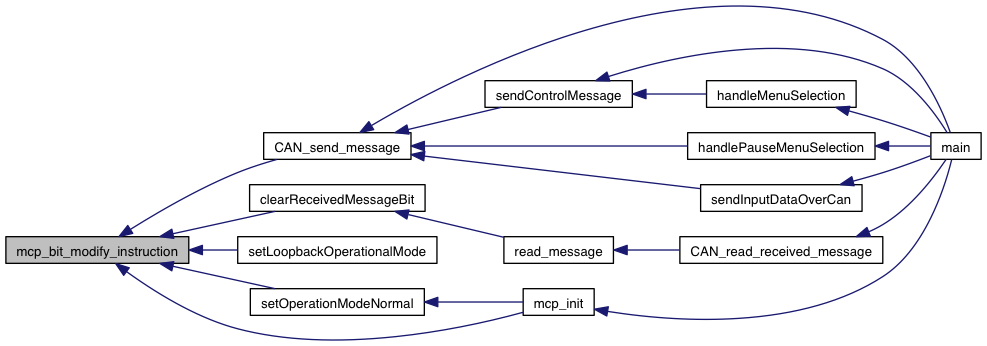 sendControlMessage
handleMenuSelection
CAN_send_message
handlePauseMenuSelection
main
clearReceivedMessageBit
sendInputDataOverCan
mcp_bit_modify_instruction
setLoopbackOperationalMode
read_message
CAN_read_received_message
setOperationModeNormal
mcp_init